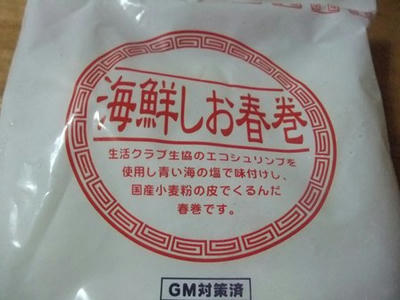 海鮮しお春巻
生活クラブ生協のエコシュリンプを
使用し青い海の塩で味付けし、
国産小麦粉の皮でくるんだ
春巻です。
GM対策済